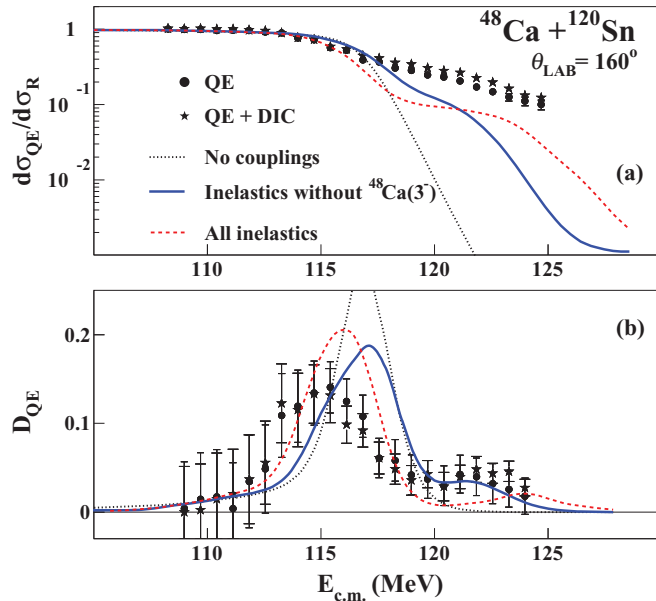 ⁴⁸Ca + ¹²⁰Sn
θ_LAB = 160°
1
10⁻¹
10⁻²
dσ_QE/dσ_R
QE
QE + DIC
No couplings
Inelastics without ⁴⁸Ca(3⁻)
All inelastics
(a)
110 115 120 125
(b)
0.2
0.1
0
D_QE
110 115 120 125
E_c.m. (MeV)